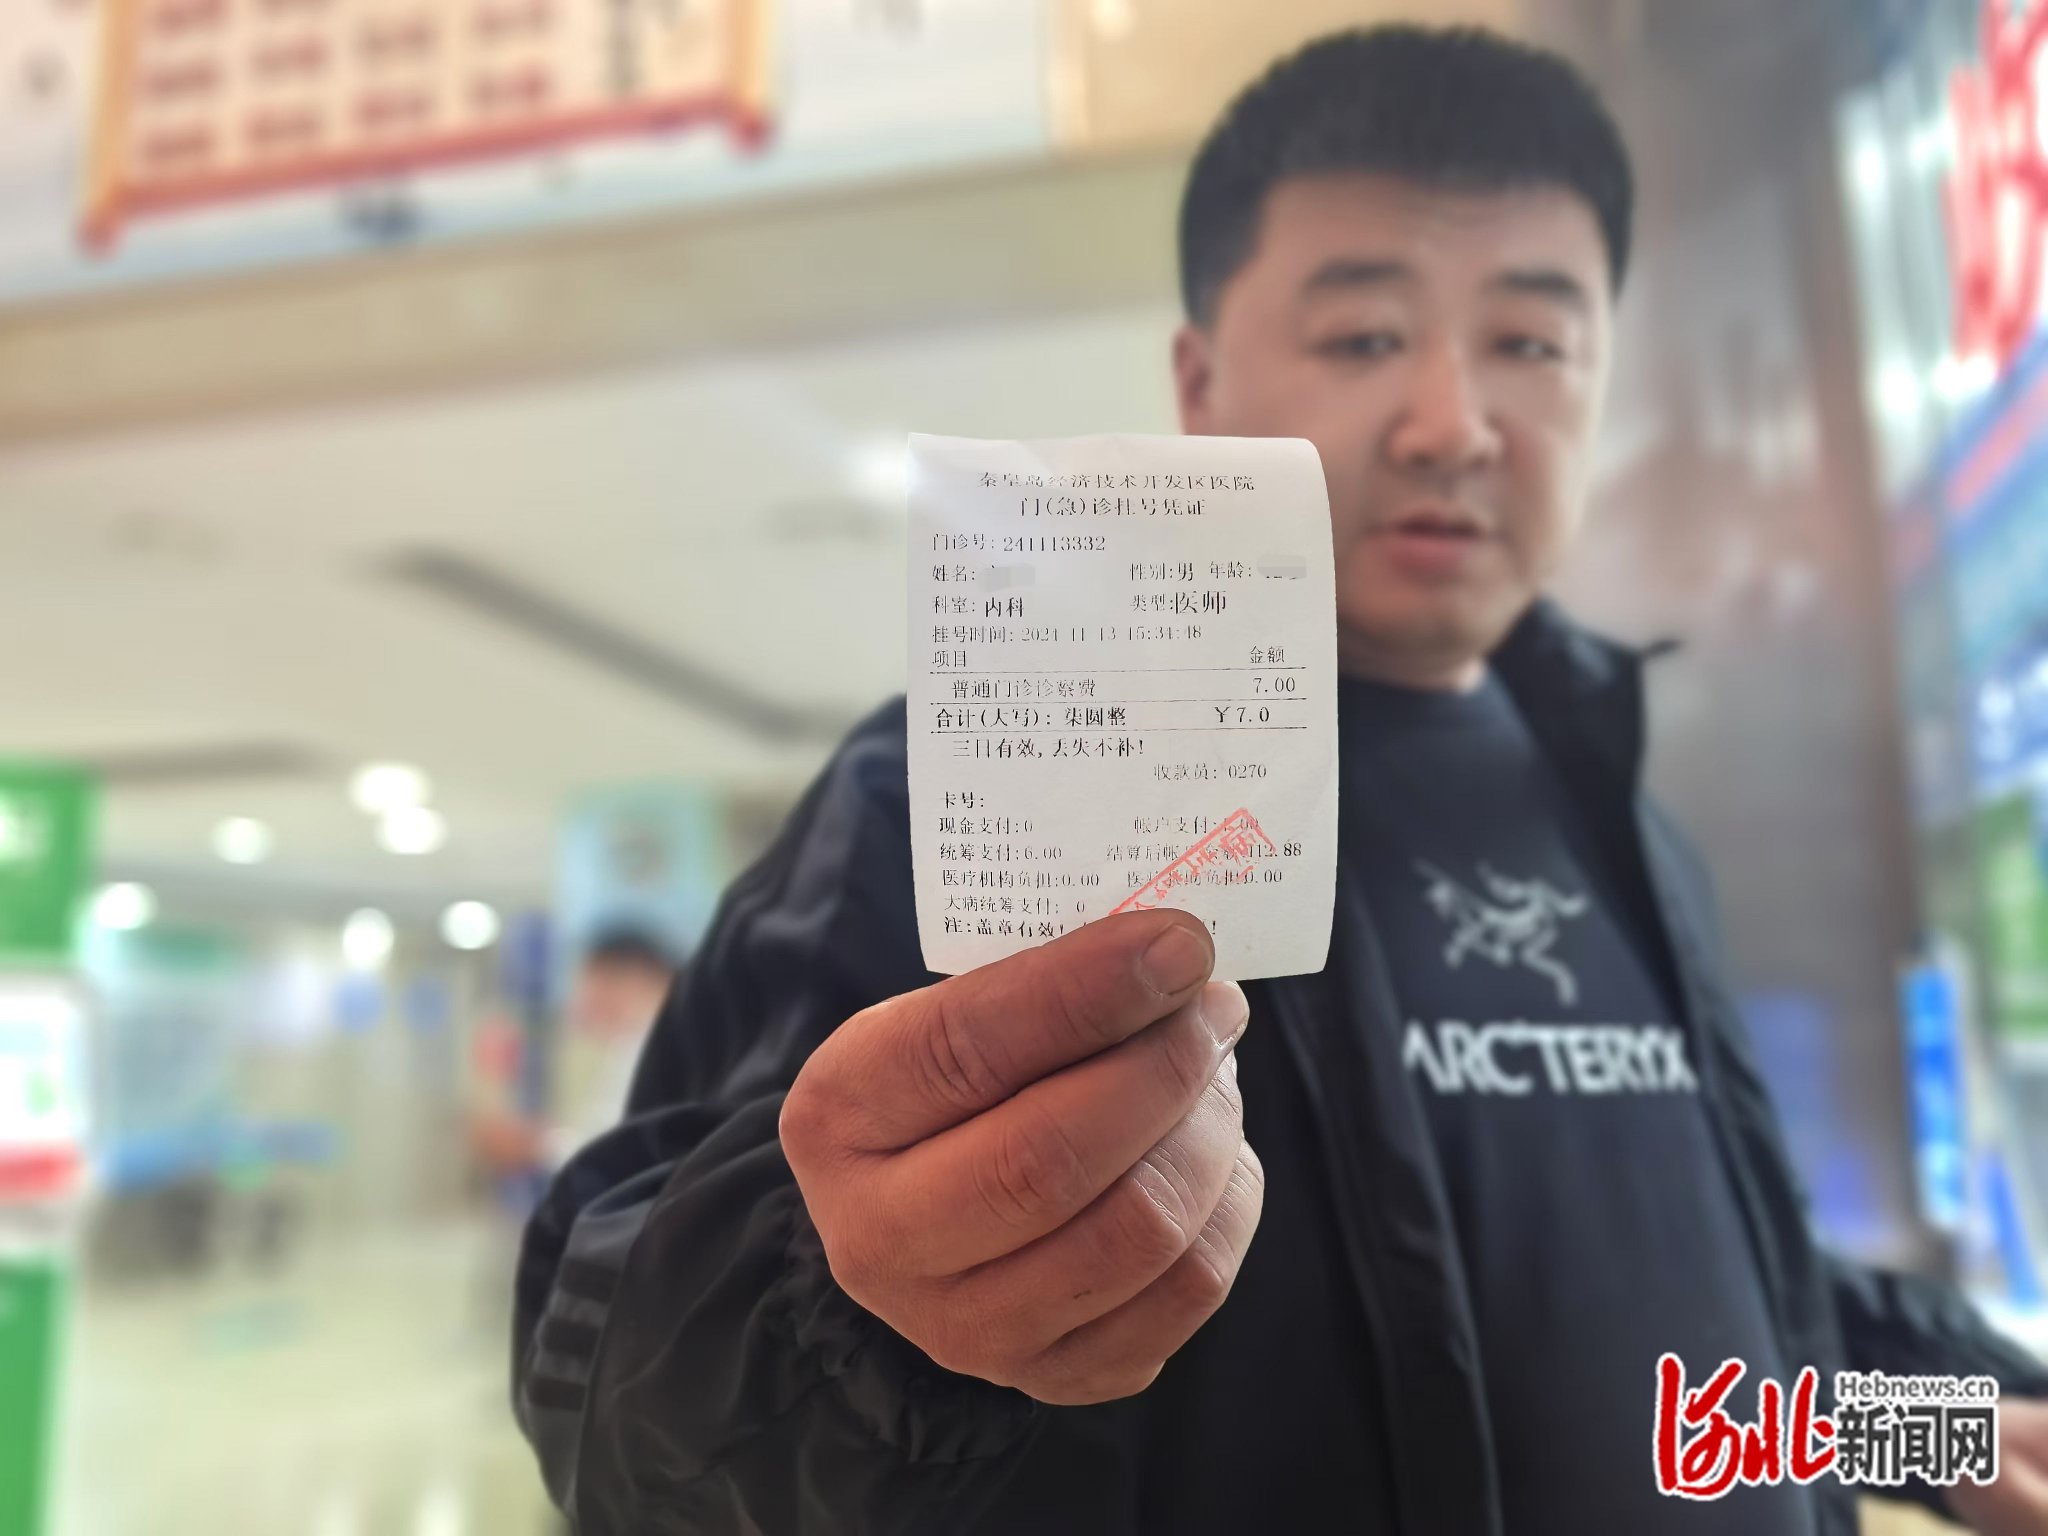 秦皇岛经济技术开发区医院
门(急)诊挂号凭证
门诊号: 241113332
姓名: 性别:男 年龄:
科室: 内科 类型:医师
挂号时间: 2024-11-13 15:34:48
项目 金额
普通门诊诊察费 7.00
合计(大写): 柒圆整 ￥7.0
三日有效,丢失不补!
收款员: 0270
卡号:
现金支付:0 帐户支付:1.00
统筹支付:6.00 结算后帐
医疗机构负担:0.00 负担0.00
大病统筹支付: 0
注:盖章有效!
ARC'TERYX
Hebnews.cn
河北新闻网